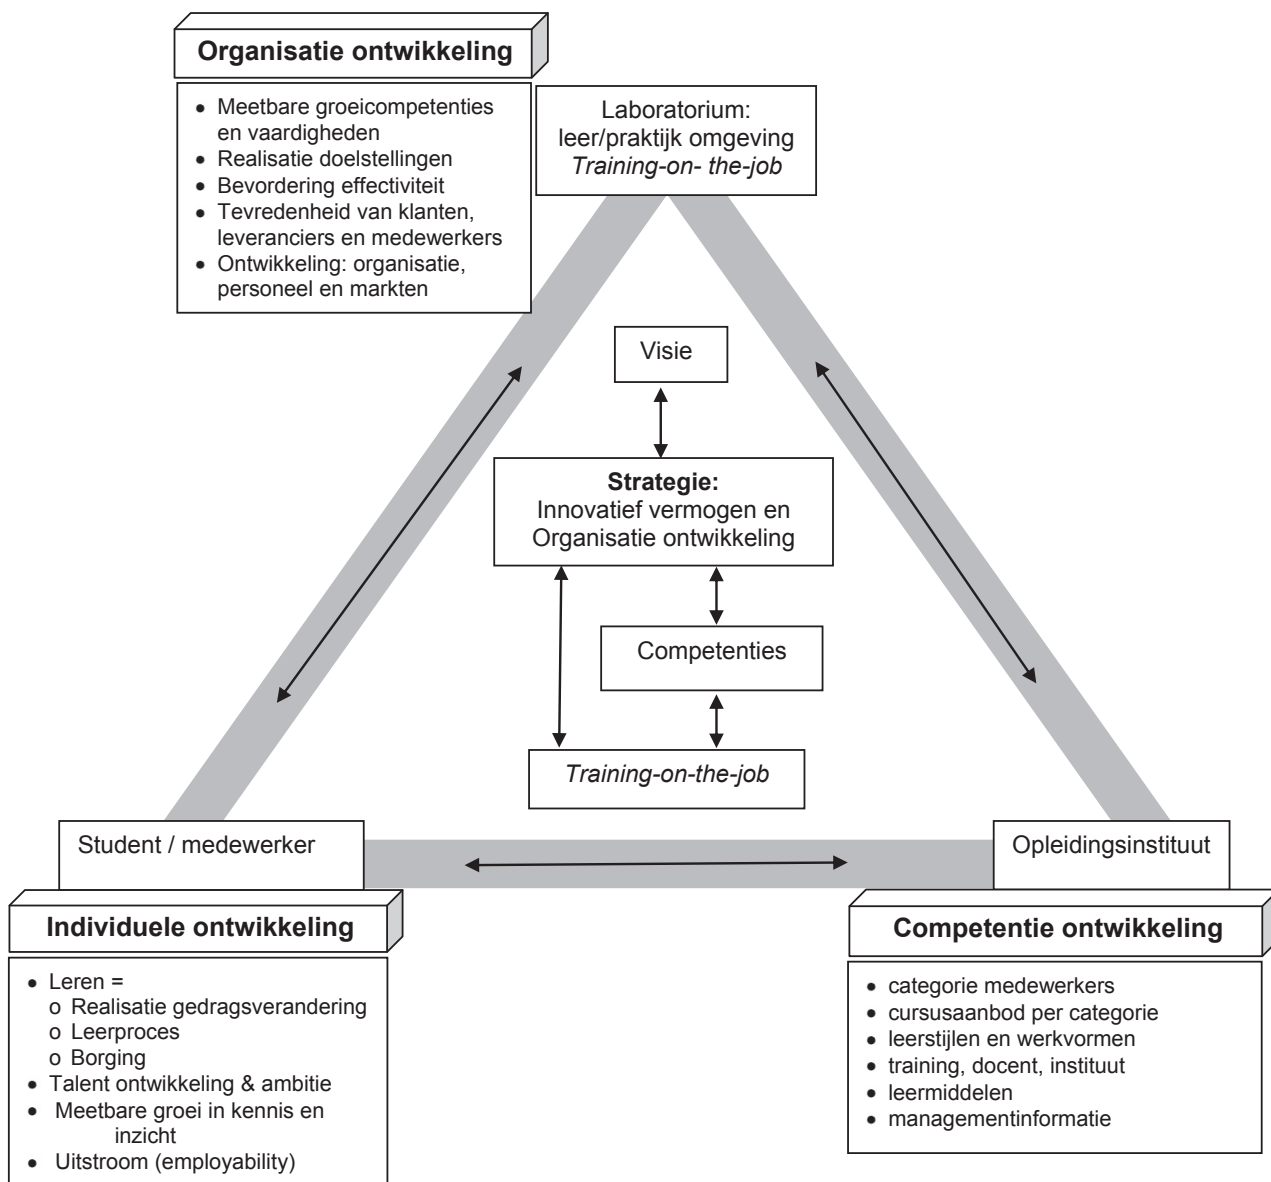 Organisatie ontwikkeling
• Meetbare groeicompetenties
en vaardigheden
• Realisatie doelstellingen
• Bevordering effectiviteit
• Tevredenheid van klanten,
leveranciers en medewerkers
• Ontwikkeling: organisatie,
personeel en markten
Laboratorium:
leer/praktijk omgeving
Training-on- the-job
Visie
Strategie:
Innovatief vermogen en
Organisatie ontwikkeling
Competenties
Training-on-the-job
Student / medewerker
Opleidingsinstituut
Individuele ontwikkeling
• Leren =
o Realisatie gedragsverandering
o Leerproces
o Borging
• Talent ontwikkeling & ambitie
• Meetbare groei in kennis en
inzicht
• Uitstroom (employability)
Competentie ontwikkeling
• categorie medewerkers
• cursusaanbod per categorie
• leerstijlen en werkvormen
• training, docent, instituut
• leermiddelen
• managementinformatie